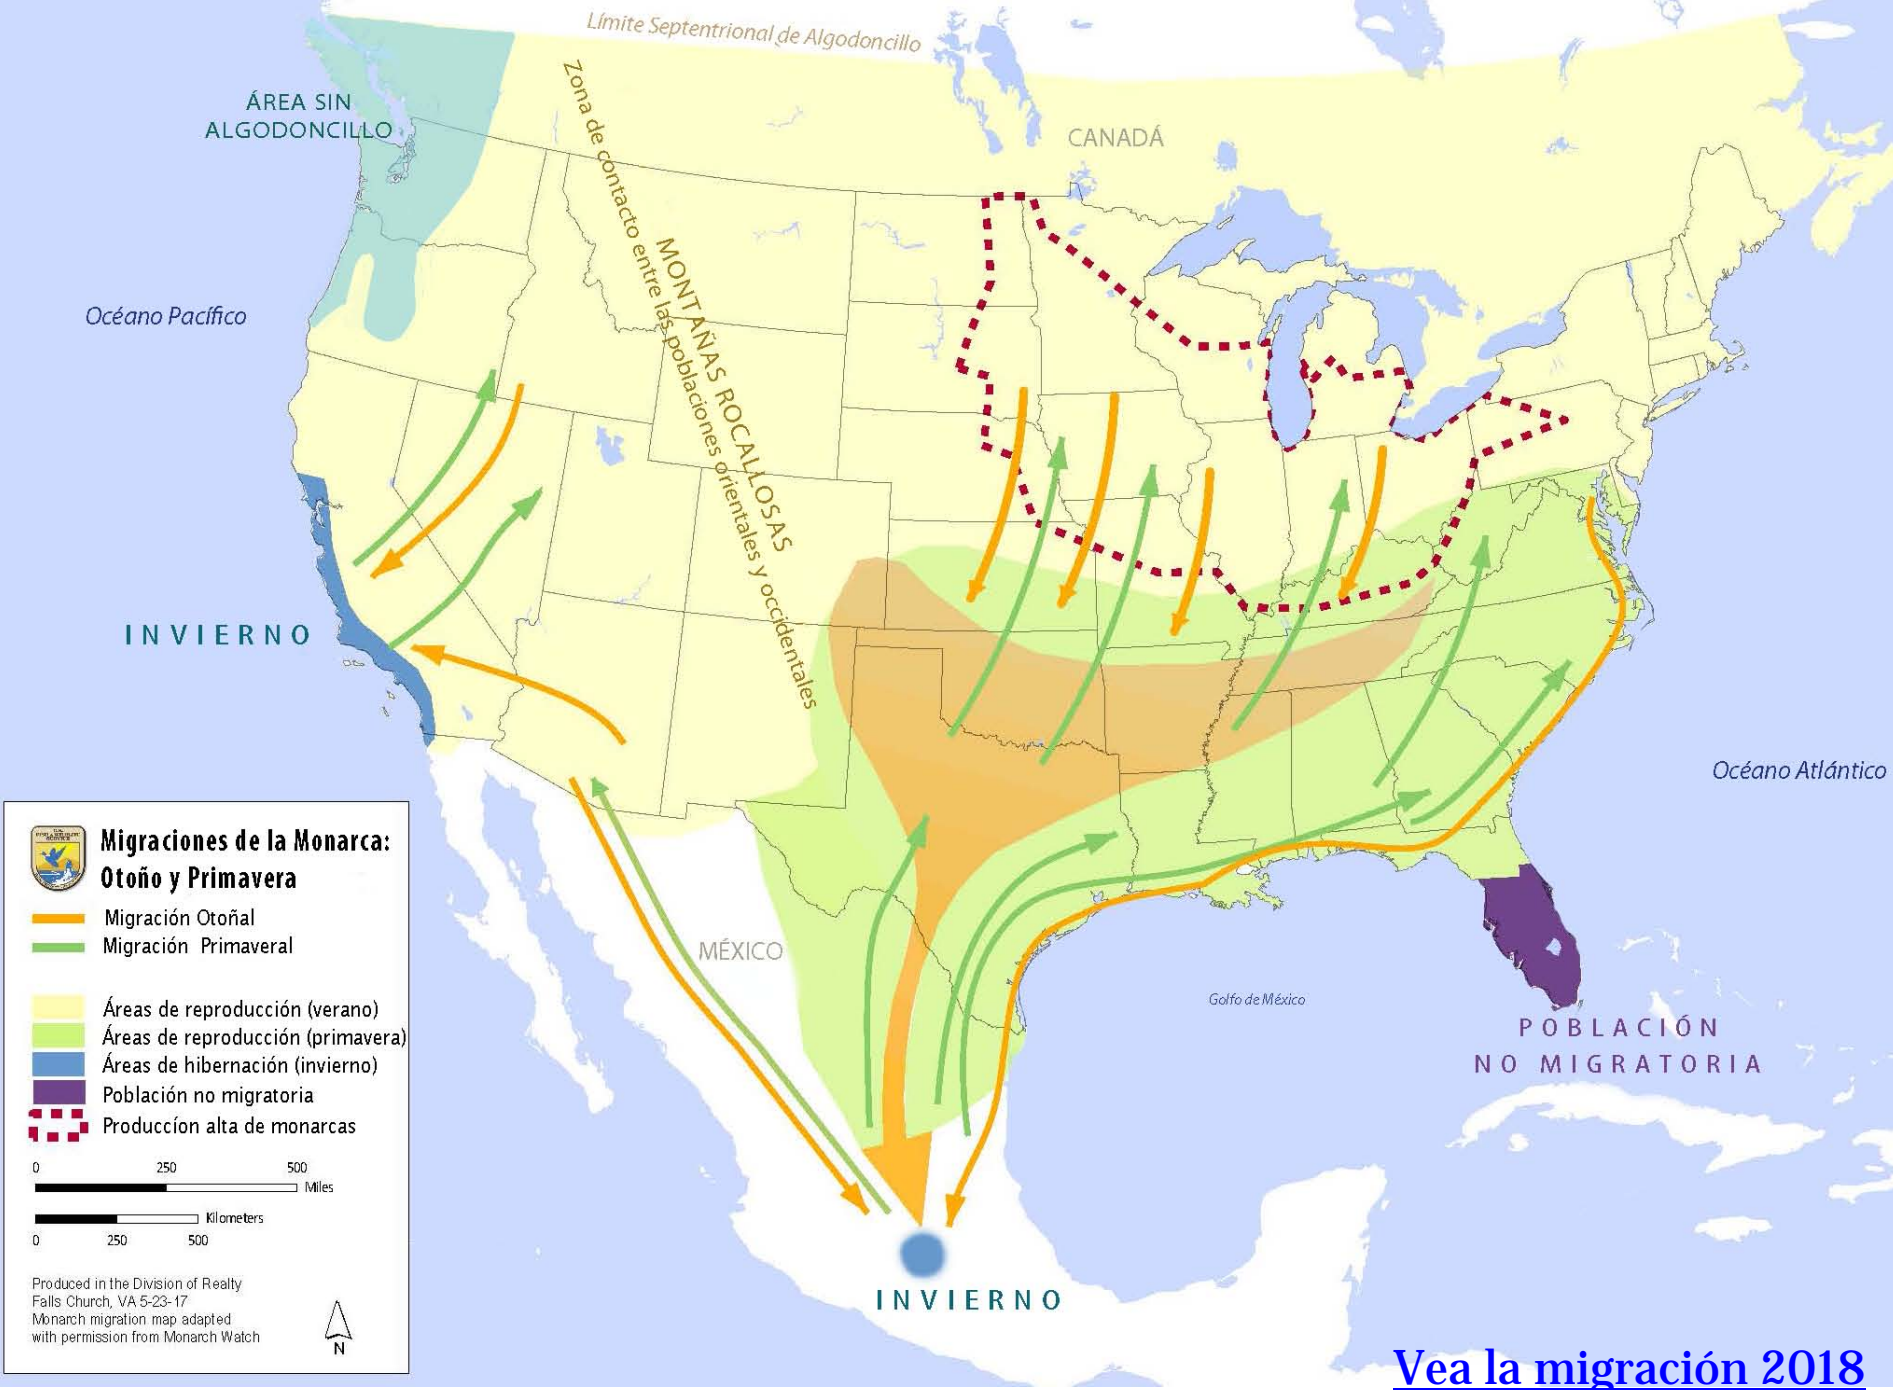 Límite Septentrional de Algodoncillo
Zona de contacto entre las poblaciones orientales y occidentales
MONTAÑAS ROCALLOSAS
ÁREA SIN
ALGODONCILLO
CANADÁ
Océano Pacífico
INVIERNO
Océano Atlántico
MÉXICO
Golfo de México
POBLACIÓN
NO MIGRATORIA
INVIERNO
Migraciones de la Monarca:
Otoño y Primavera
Migración Otoñal
Migración Primaveral
Áreas de reproducción (verano)
Áreas de reproducción (primavera)
Áreas de hibernación (invierno)
Población no migratoria
Produccíon alta de monarcas
0 250 500
Miles
Kilometers
0 250 500
Produced in the Division of Realty
Falls Church, VA 5-23-17
Monarch migration map adapted
with permission from Monarch Watch
N
Vea la migración 2018